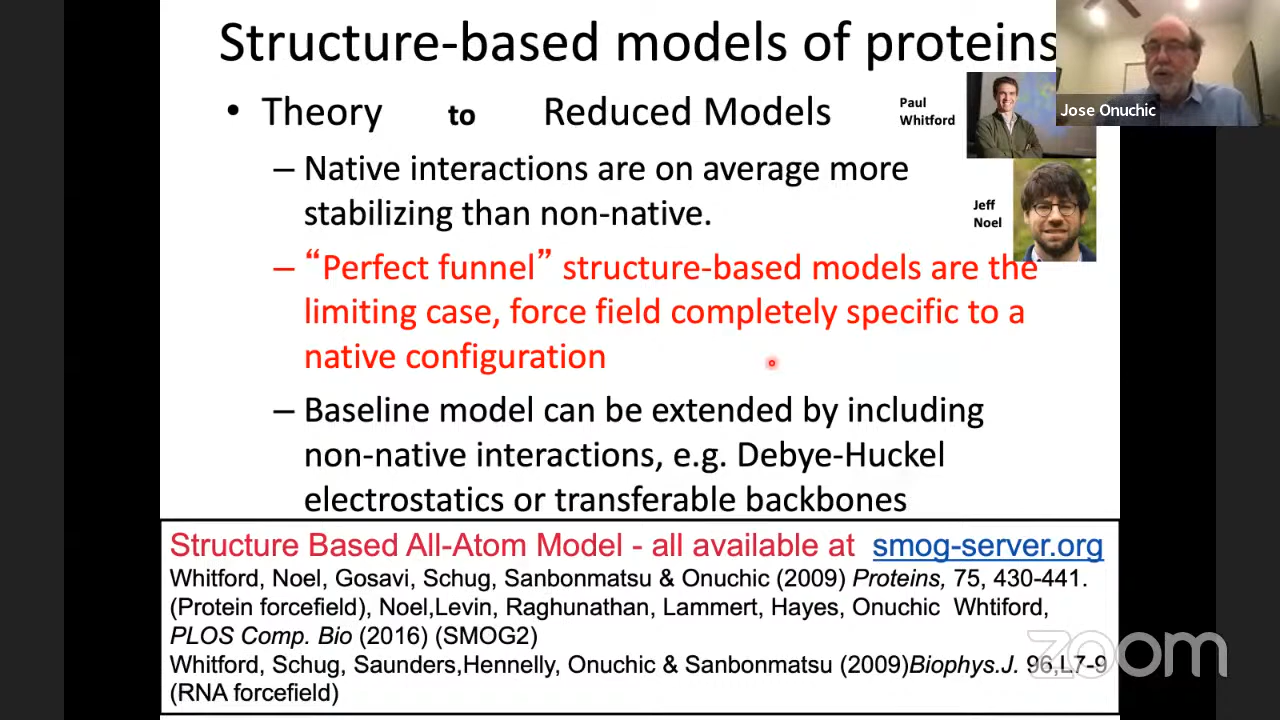 Structure-based models of proteins
• Theory to Reduced Models
Paul
Whitford
Jose Onuchic
– Native interactions are on average more
stabilizing than non-native.
Jeff
Noel
– “Perfect funnel” structure-based models are the
limiting case, force field completely specific to a
native configuration
– Baseline model can be extended by including
non-native interactions, e.g. Debye-Huckel
electrostatics or transferable backbones
Structure Based All-Atom Model - all available at smog-server.org
Whitford, Noel, Gosavi, Schug, Sanbonmatsu & Onuchic (2009) Proteins, 75, 430-441.
(Protein forcefield), Noel,Levin, Raghunathan, Lammert, Hayes, Onuchic Whtiford,
PLOS Comp. Bio (2016) (SMOG2)
Whitford, Schug, Saunders,Hennelly, Onuchic & Sanbonmatsu (2009)Biophys.J. 96,L7-9
(RNA forcefield)
zoom